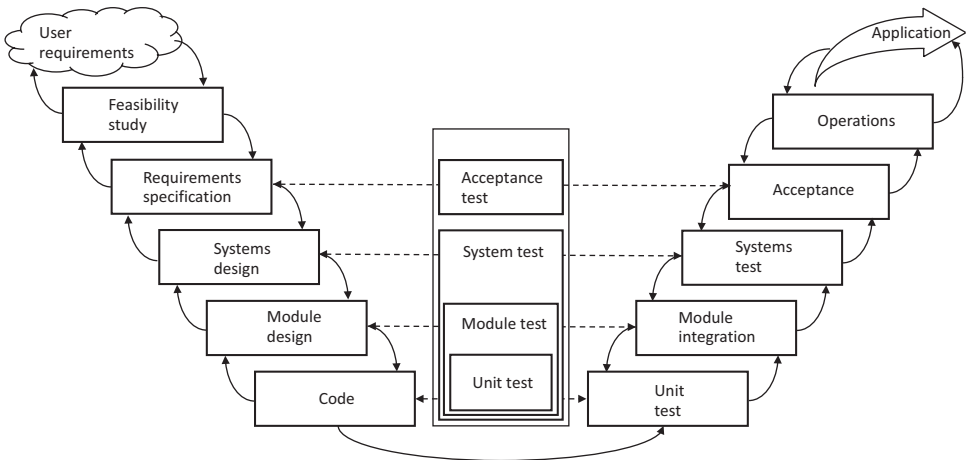 User
requirements
Feasibility
study
Requirements
specification
Systems
design
Module
design
Code
Acceptance
test
System test
Module test
Unit test
Application
Operations
Acceptance
Systems
test
Module
integration
Unit
test